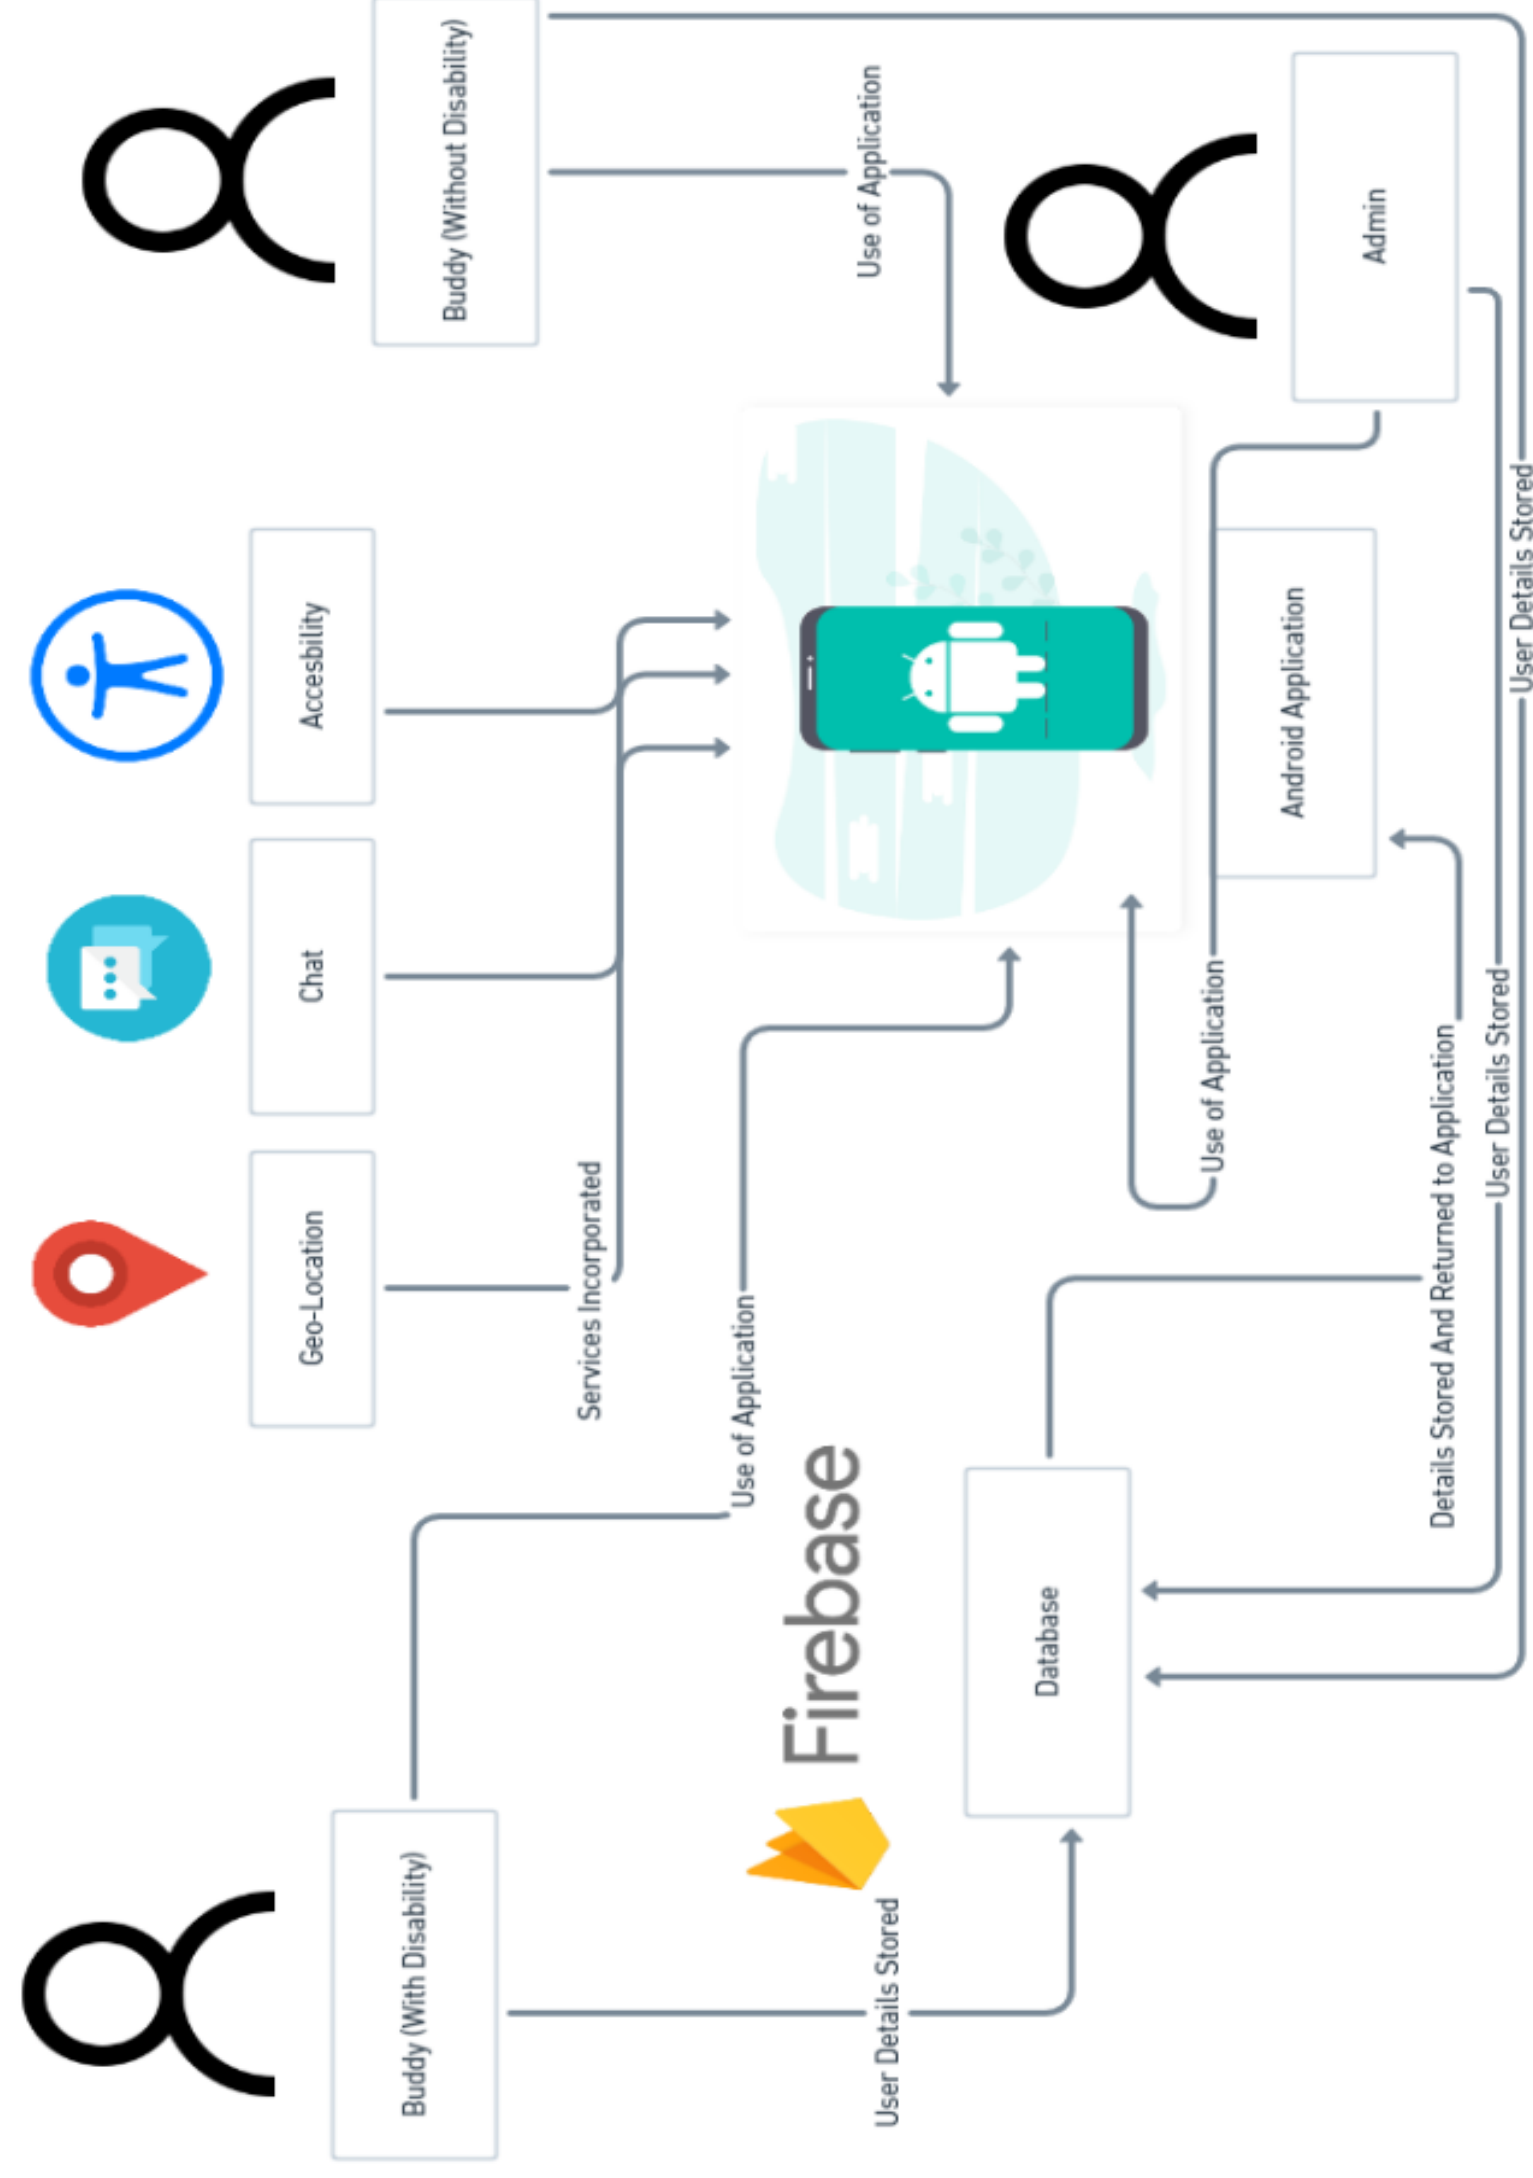 Geo-Location
Chat
Accesbility
Buddy (With Disability)
Buddy (Without Disability)
Services Incorporated
Use of Application
Firebase
Use of Application
User Details Stored
Database
Use of Application
Android Application
Admin
Details Stored And Returned to Application
User Details Stored
User Details Stored